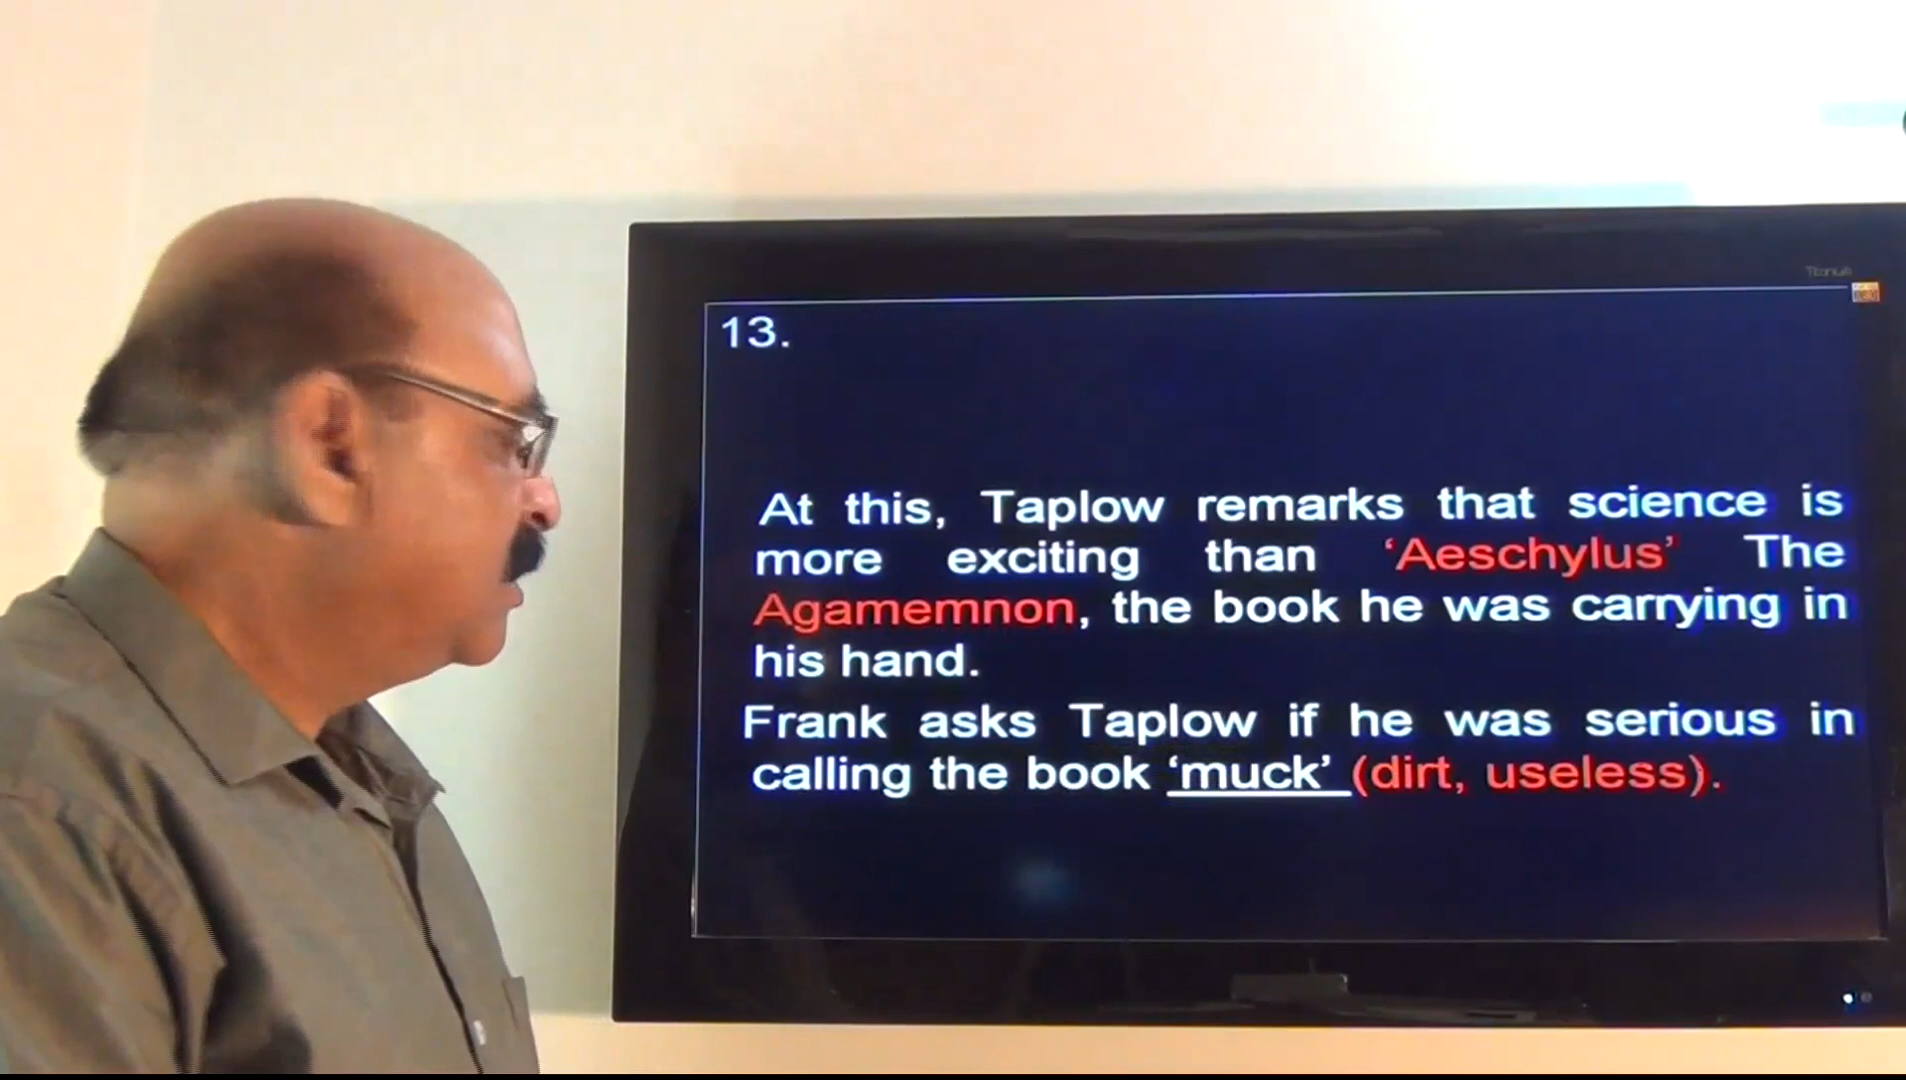 13.
At this, Taplow remarks that science is
more exciting than ‘Aeschylus’ The
Agamemnon, the book he was carrying in
his hand.
Frank asks Taplow if he was serious in
calling the book ‘muck’ (dirt, useless).